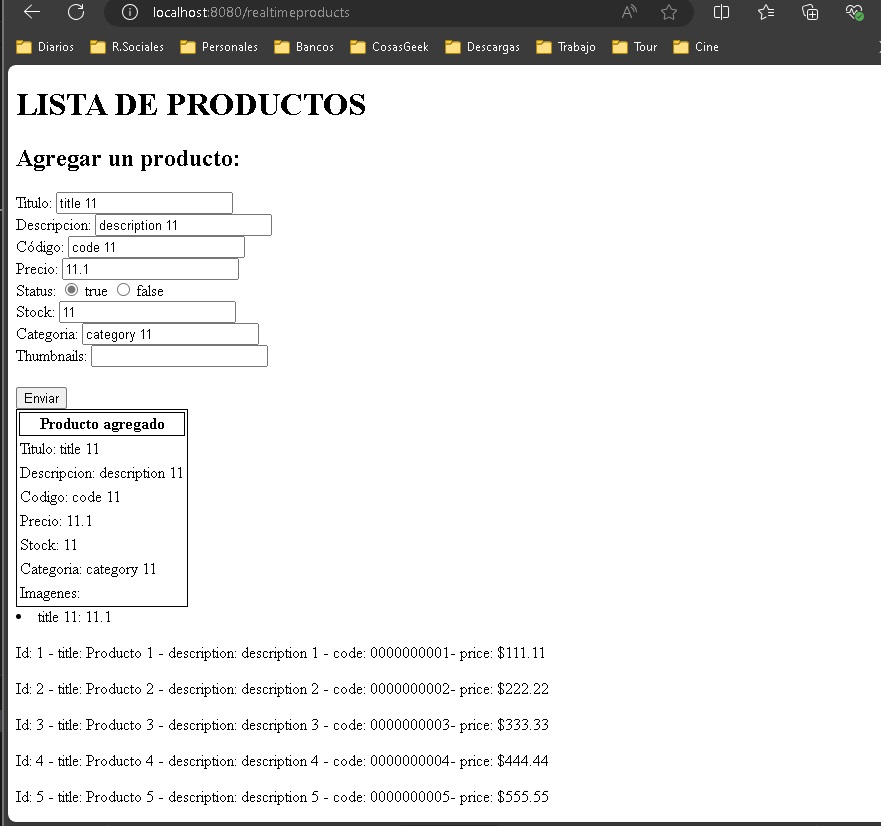 localhost:8080/realtimeproducts
Diarios R.Sociales Personales Bancos CosasGeek Descargas Trabajo Tour Cine
LISTA DE PRODUCTOS
Agregar un producto:
Titulo: title 11
Descripcion: description 11
Código: code 11
Precio: 11.1
Status: true false
Stock: 11
Categoria: category 11
Thumbnails:
Enviar
Producto agregado
Titulo: title 11
Descripcion: description 11
Codigo: code 11
Precio: 11.1
Stock: 11
Categoria: category 11
Imagenes:
• title 11: 11.1
Id: 1 - title: Producto 1 - description: description 1 - code: 0000000001- price: $111.11
Id: 2 - title: Producto 2 - description: description 2 - code: 0000000002- price: $222.22
Id: 3 - title: Producto 3 - description: description 3 - code: 0000000003- price: $333.33
Id: 4 - title: Producto 4 - description: description 4 - code: 0000000004- price: $444.44
Id: 5 - title: Producto 5 - description: description 5 - code: 0000000005- price: $555.55